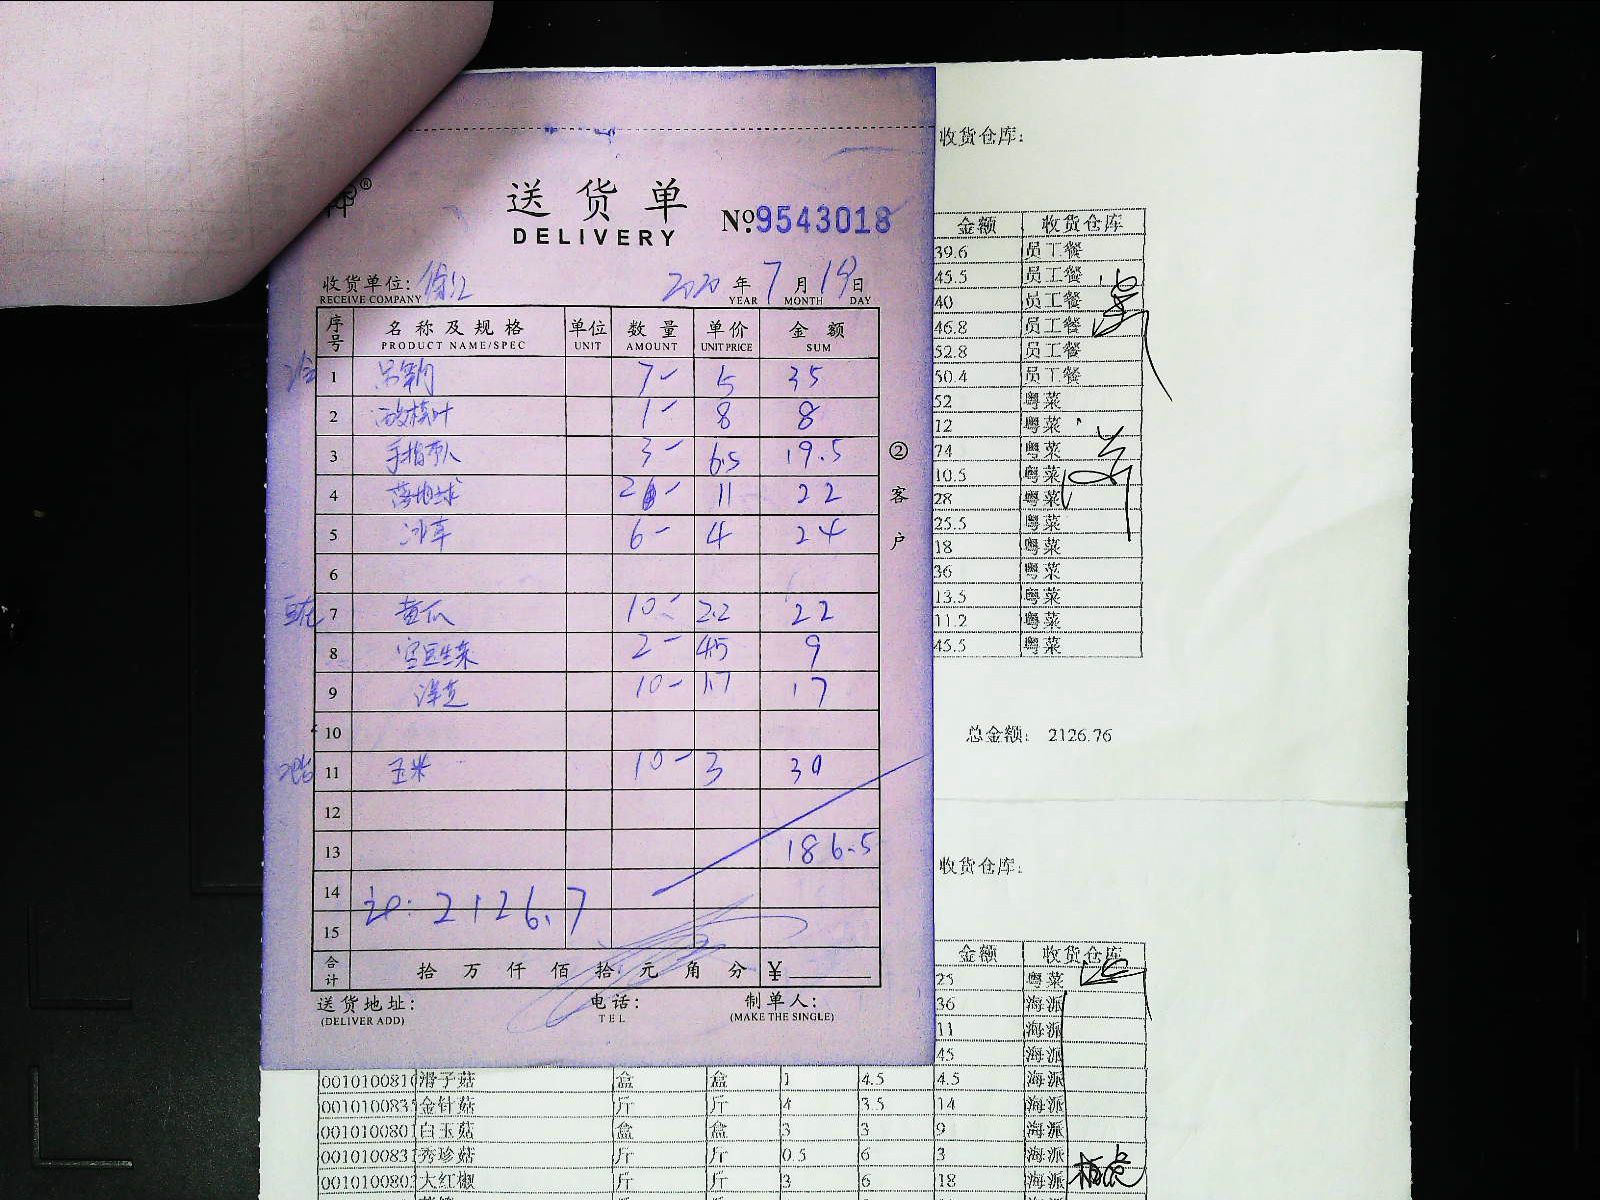 收货仓库:
送货单 №9543018
DELIVERY
收货单位: 徐汇 2020 年 7 月 19 日
RECEIVE COMPANY YEAR MONTH DAY
序号 名称及规格 单位 数量 单价 金额
PRODUCT NAME/SPEC UNIT AMOUNT UNIT PRICE SUM
1 7- 5 35
2 1- 8 8
3 3- 6.5 19.5
4 2 - 11 22
5 6- 4 24
6
7 黄瓜 10- 2.2 22
8 2- 4.5 9
9 10- 1.7 17
10
11 玉米 10- 3 30
12
13 186.5
14
2126.7
15
合计 拾万仟佰拾元角分 ¥
送货地址: 电话: 制单人:
(DELIVER ADD) TEL (MAKE THE SINGLE)
②客户
金额 收货仓库
39.6 员工餐
45.5 员工餐
40 员工餐
46.8 员工餐
52.8 员工餐
50.4 员工餐
52 粤菜
12 粤菜
74 粤菜
10.5 粤菜
28 粤菜
25.5 粤菜
18 粤菜
36 粤菜
13.5 粤菜
11.2 粤菜
45.5 粤菜
总金额: 2126.76
收货仓库:
金额 收货仓库
25 粤菜
36 海派
11 海派
45 海派
001010081 滑子菇 盒 盒 1 4.5 4.5 海派
001010083 金针菇 斤 斤 4 3.5 14 海派
001010080 白玉菇 盒 盒 3 3 9 海派
001010083 秀珍菇 斤 斤 0.5 6 3 海派
001010080 大红椒 斤 斤 3 6 18 海派